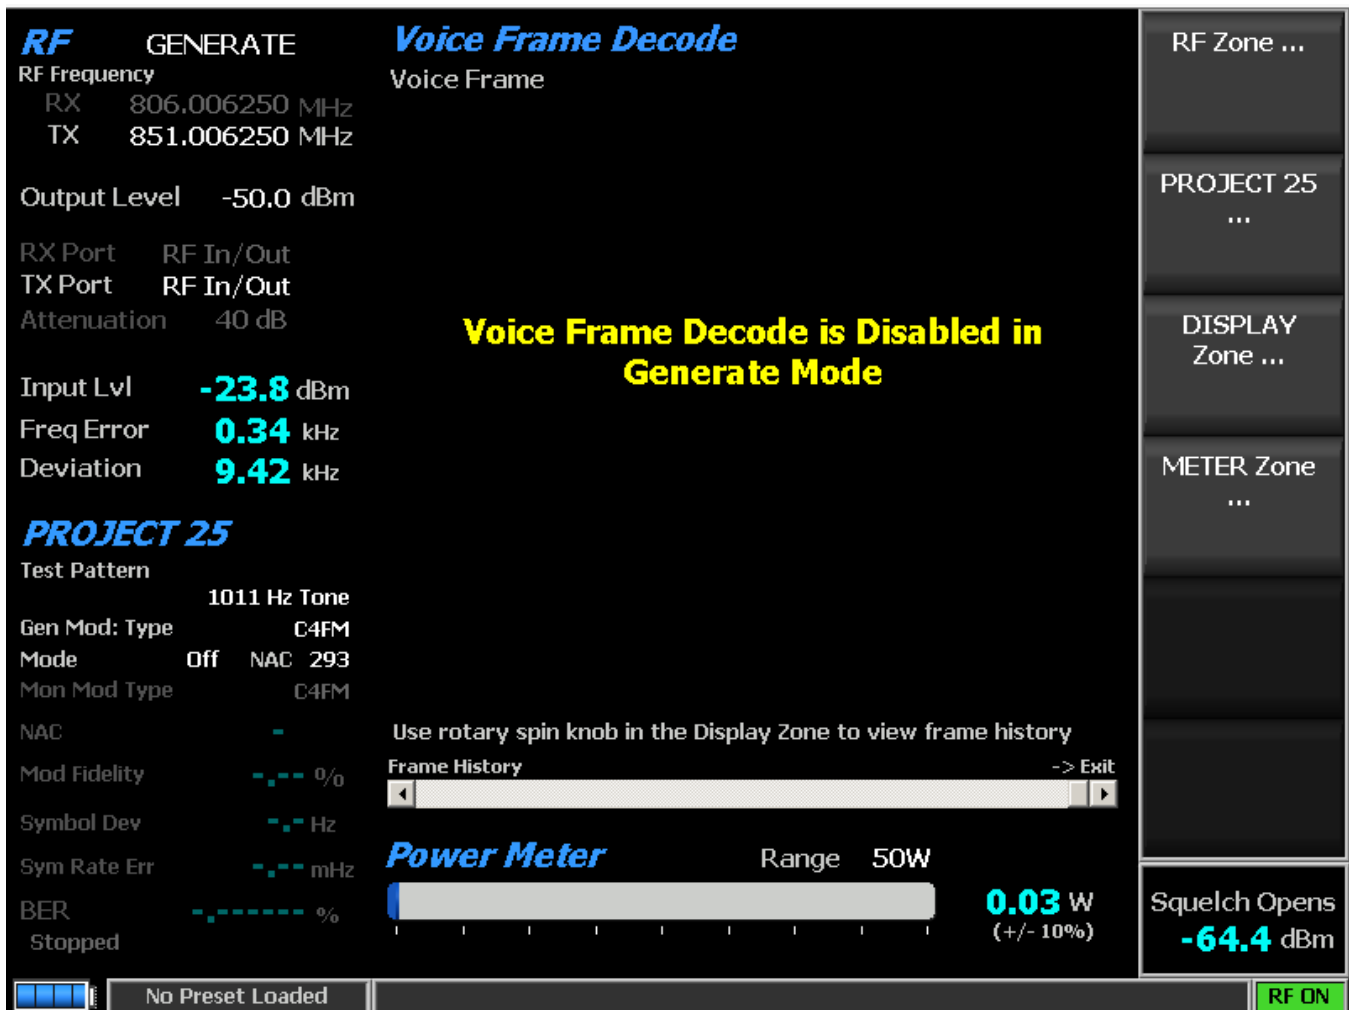 RF GENERATE
RF Frequency
RX 806.006250 MHz
TX 851.006250 MHz
Output Level -50.0 dBm
RX Port RF In/Out
TX Port RF In/Out
Attenuation 40 dB
Input Lvl -23.8 dBm
Freq Error 0.34 kHz
Deviation 9.42 kHz
PROJECT 25
Test Pattern
1011 Hz Tone
Gen Mod: Type C4FM
Mode Off NAC 293
Mon Mod Type C4FM
NAC -
Mod Fidelity -.-- %
Symbol Dev -.- Hz
Sym Rate Err -.-- mHz
BER -.------ %
Stopped
Voice Frame Decode
Voice Frame
Voice Frame Decode is Disabled in
Generate Mode
Use rotary spin knob in the Display Zone to view frame history
Frame History -> Exit
Power Meter Range 50W
0.03 W
(+/- 10%)
RF Zone ...
PROJECT 25
...
DISPLAY
Zone ...
METER Zone
...
Squelch Opens
-64.4 dBm
No Preset Loaded
RF ON